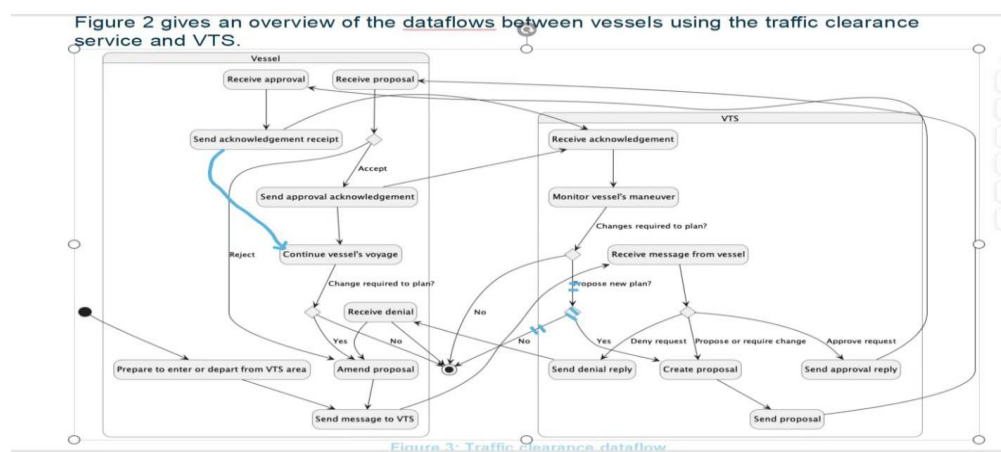 Figure 2 gives an overview of the dataflows between vessels using the traffic clearance
service and VTS.
Vessel
Receive approval
Receive proposal
VTS
Send acknowledgement receipt
Receive acknowledgement
Accept
Send approval acknowledgement
Monitor vessel's maneuver
Changes required to plan?
Reject
Continue vessel's voyage
Receive message from vessel
Change required to plan?
Propose new plan?
Receive denial
No
Yes
No
No
Yes
Deny request
Propose or require change
Approve request
Prepare to enter or depart from VTS area
Amend proposal
Send denial reply
Create proposal
Send approval reply
Send message to VTS
Send proposal
Figure 3: Traffic clearance dataflow